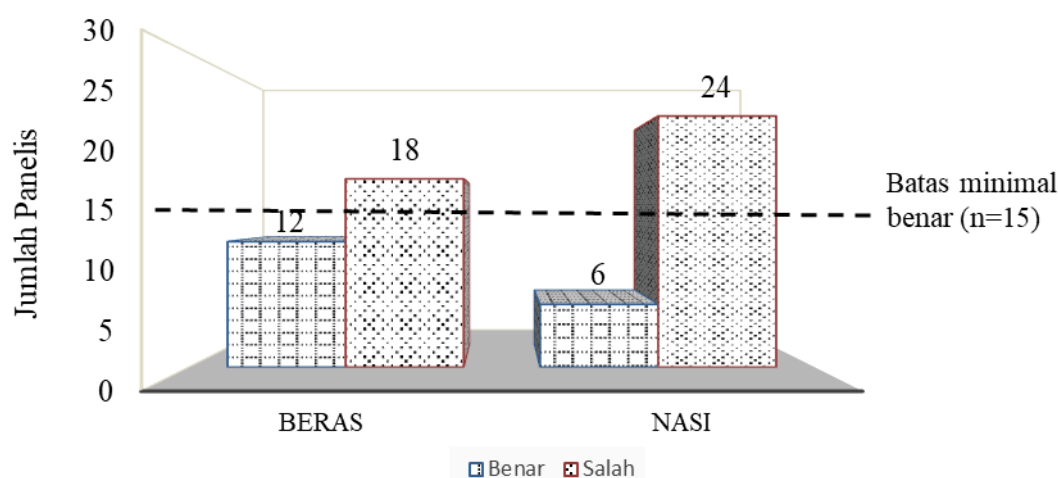 Jumlah Panelis
30
25
20
15
10
5
0
12
18
6
24
Batas minimal
benar (n=15)
BERAS
NASI
Benar
Salah